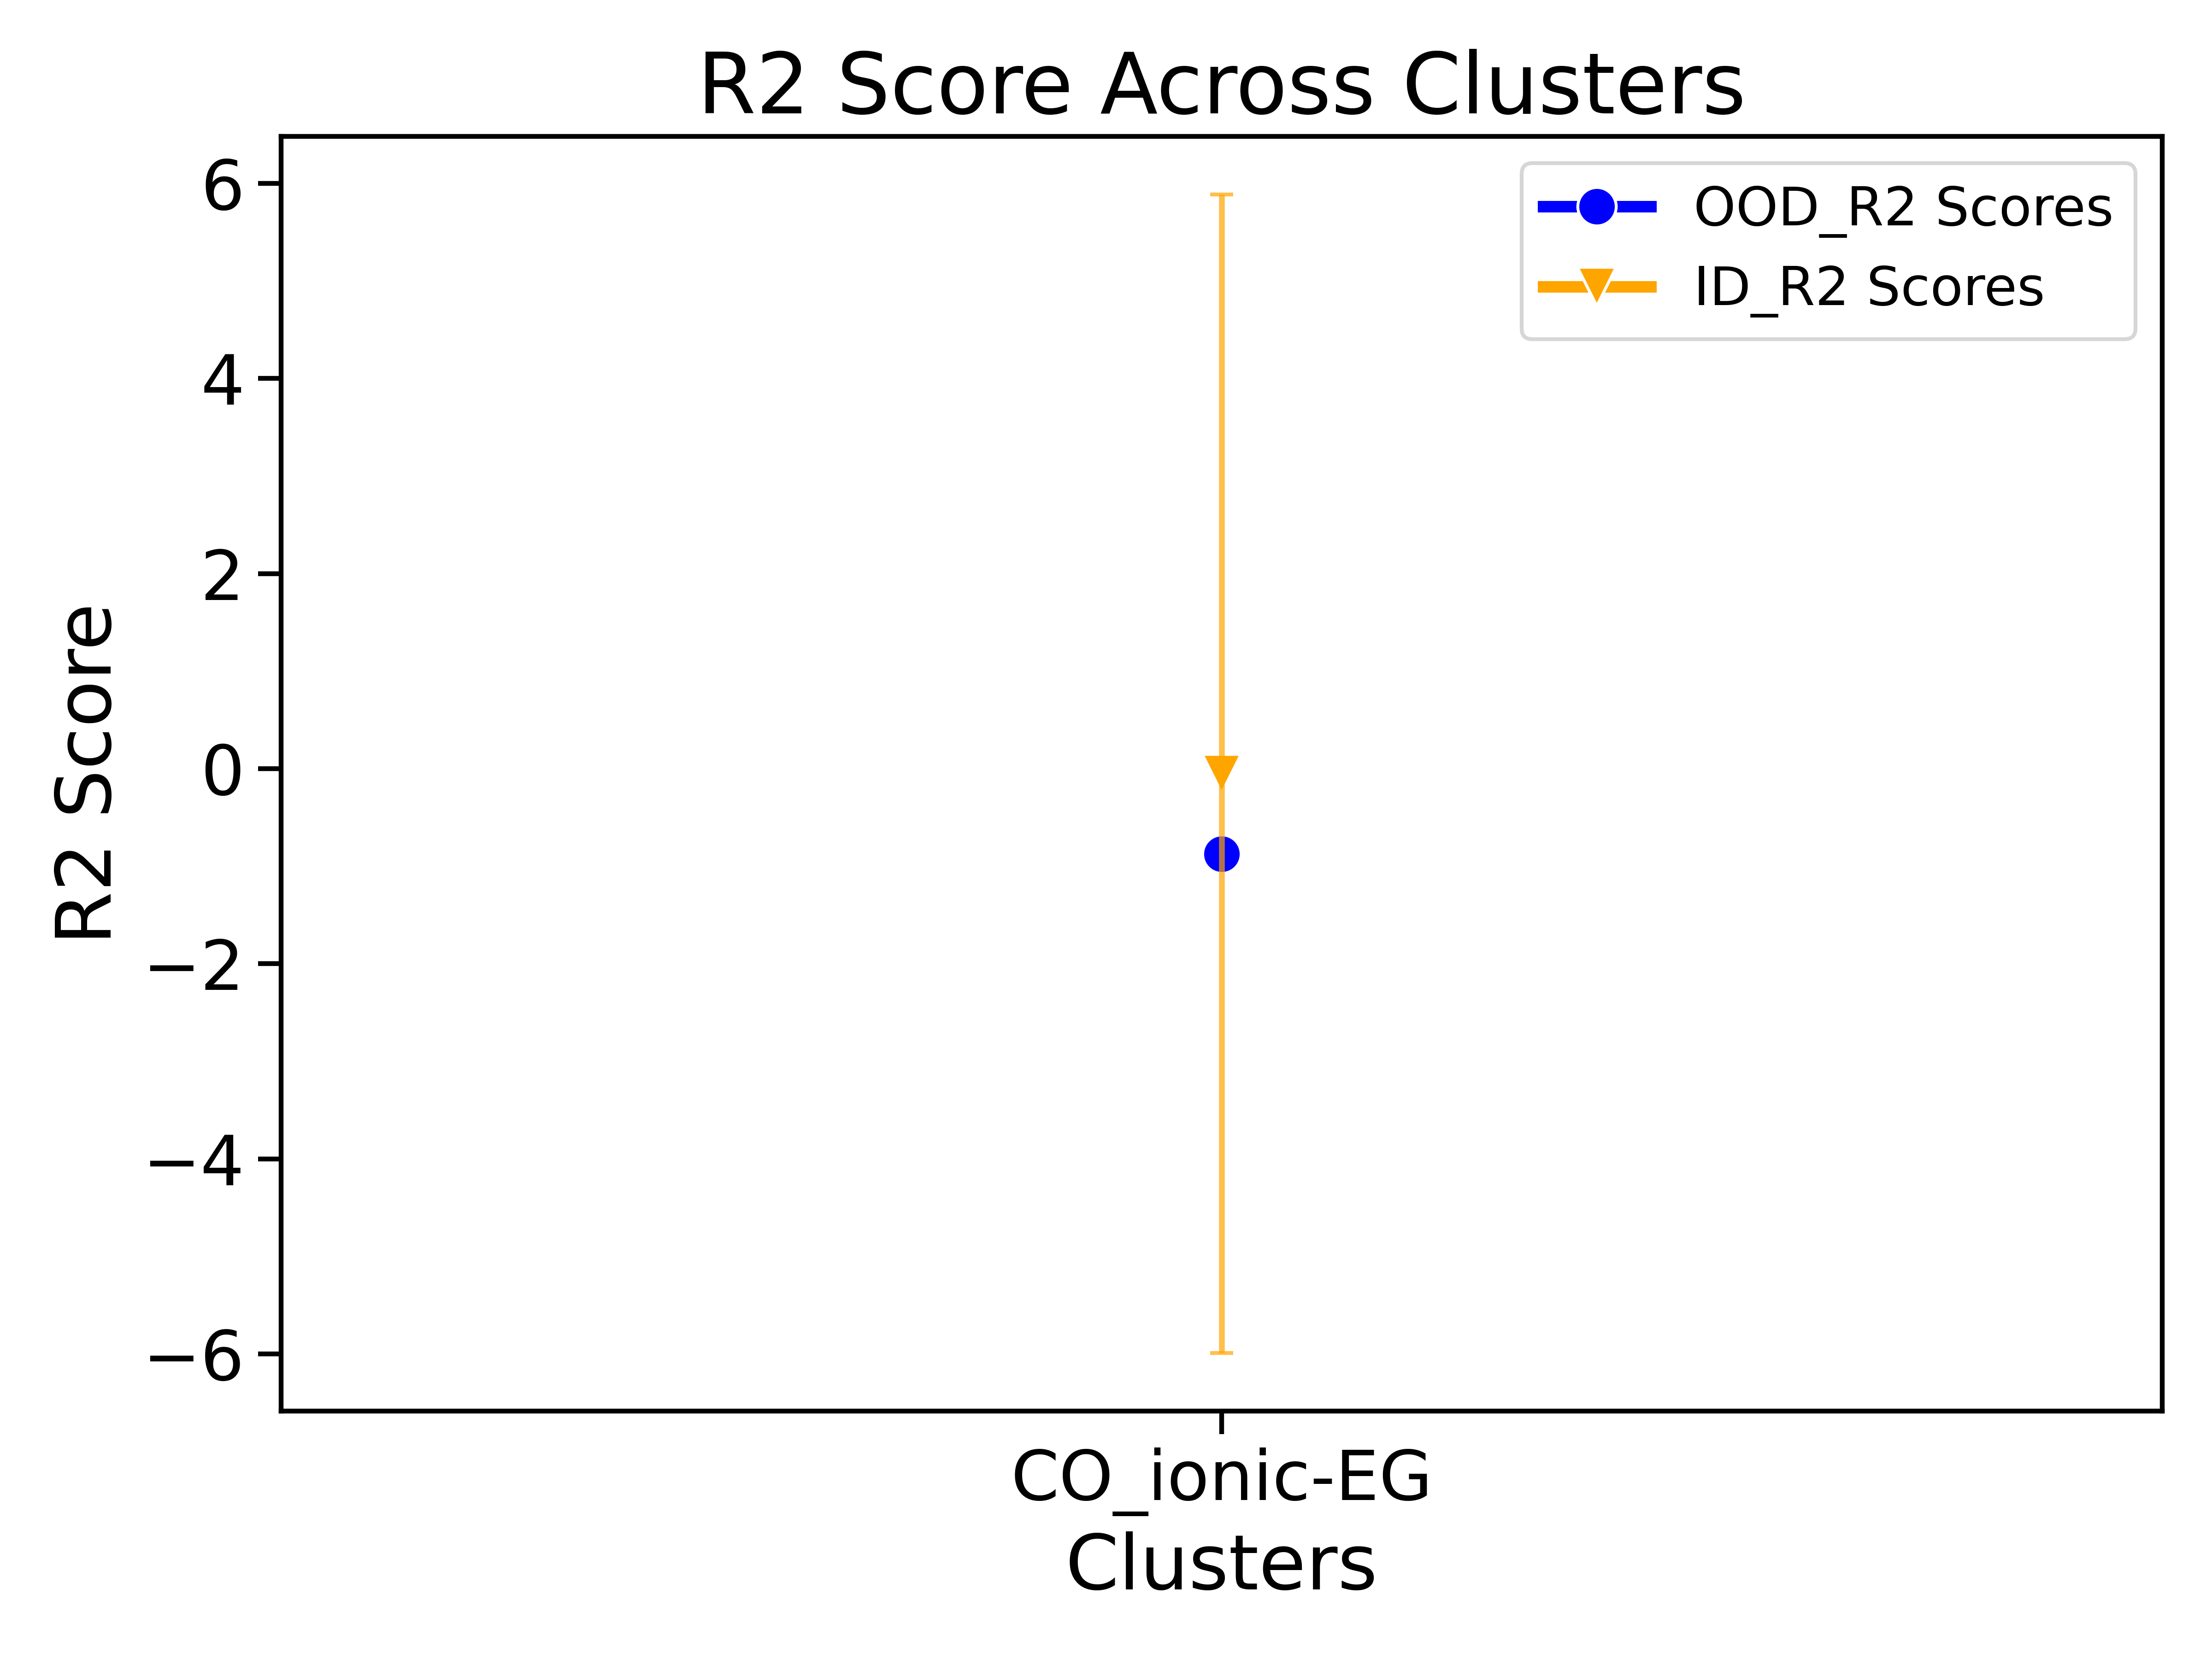 R2 Score Across Clusters
OOD_R2 Scores
ID_R2 Scores
6
4
2
0
−2
−4
−6
R2 Score
CO_ionic-EG
Clusters